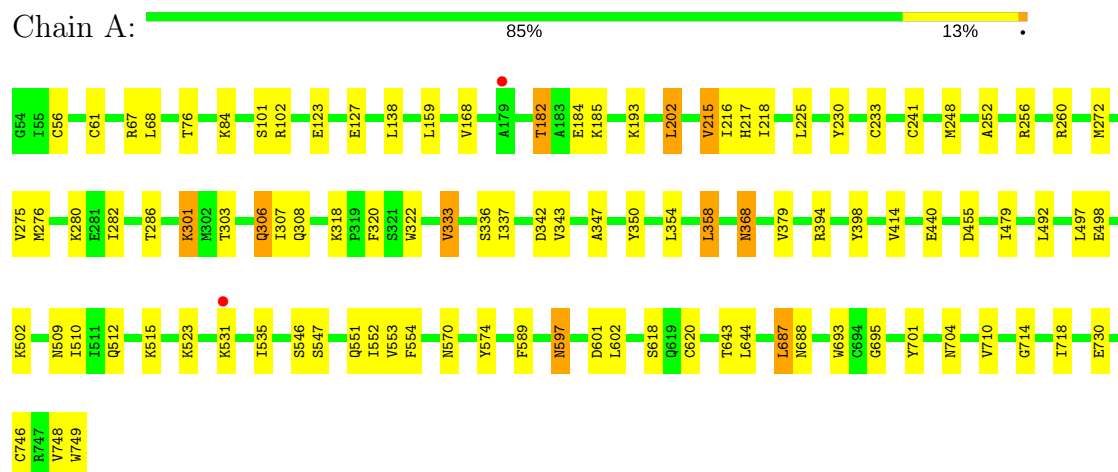 Chain A:
85% 13% •
G54 I55 C56 C61 R67 L68 T76 K84 S101 R102 E123 E127 L138 L159 V168 A179 T182 A183 E184 K185 K193 L202 V215 I216 H217 I218 L225 Y230 C233 C241 M248 A252 R256 R260 M272
V275 M276 K280 E281 I282 T286 K301 M302 T303 Q306 I307 Q308 K318 P319 F320 S321 W322 V333 S336 I337 D342 V343 A347 Y350 L354 L358 N368 V379 R394 Y398 V414 E440 D455 I479 L492 L497 E498
K502 N509 I510 I511 Q512 K515 K523 K531 I535 S546 S547 Q551 I552 V553 F554 N570 Y574 F589 N597 D601 L602 S618 Q619 C620 T643 L644 L687 N688 W693 C694 G695 Y701 N704 V710 G714 I718 E730
C746 R747 V748 W749